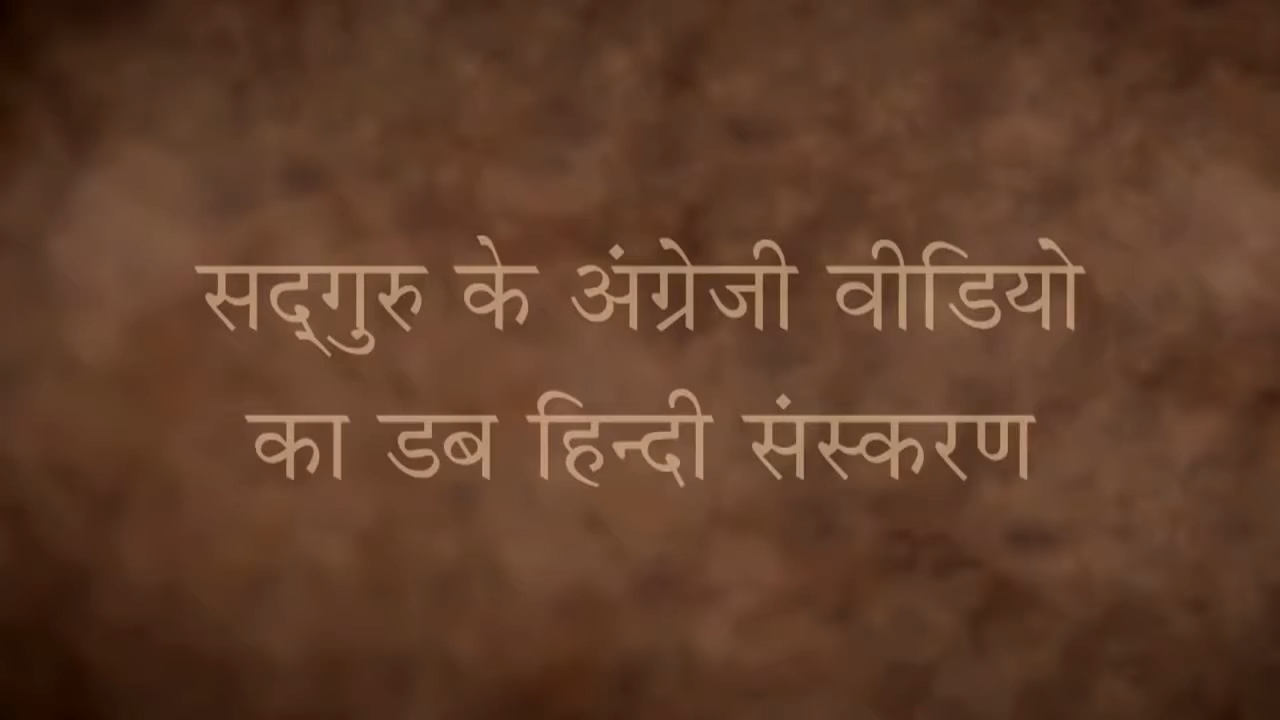 सद्‌गुरु के अंग्रेजी वीडियो
का डब हिन्दी संस्करण